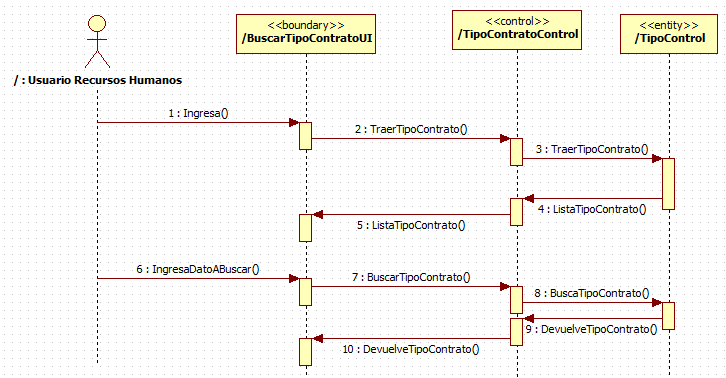 <<boundary>>
/BuscarTipoContratoUI
<<control>>
/TipoContratoControl
<<entity>>
/TipoControl
/ : Usuario Recursos Humanos
1 : Ingresa()
2 : TraerTipoContrato()
3 : TraerTipoContrato()
4 : ListaTipoContrato()
5 : ListaTipoContrato()
6 : IngresaDatoABuscar()
7 : BuscarTipoContrato()
8 : BuscaTipoContrato()
9 : DevuelveTipoContrato()
10 : DevuelveTipoContrato()